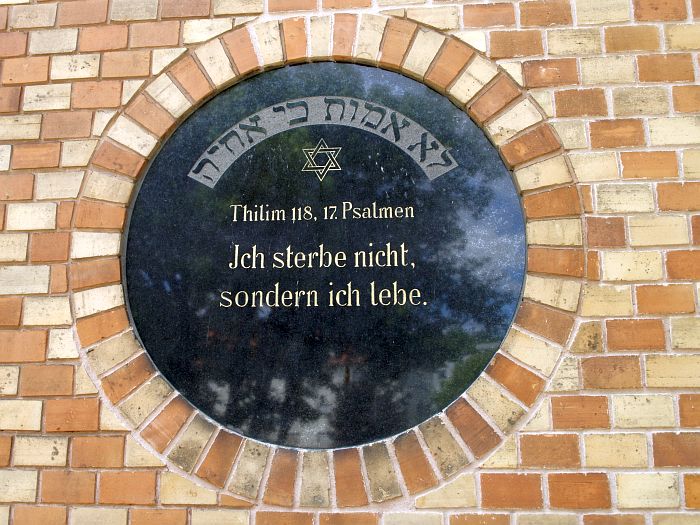 לא אמות כי אחיה
Thilim 118, 17. Psalmen
Jch sterbe nicht,
sondern ich lebe.